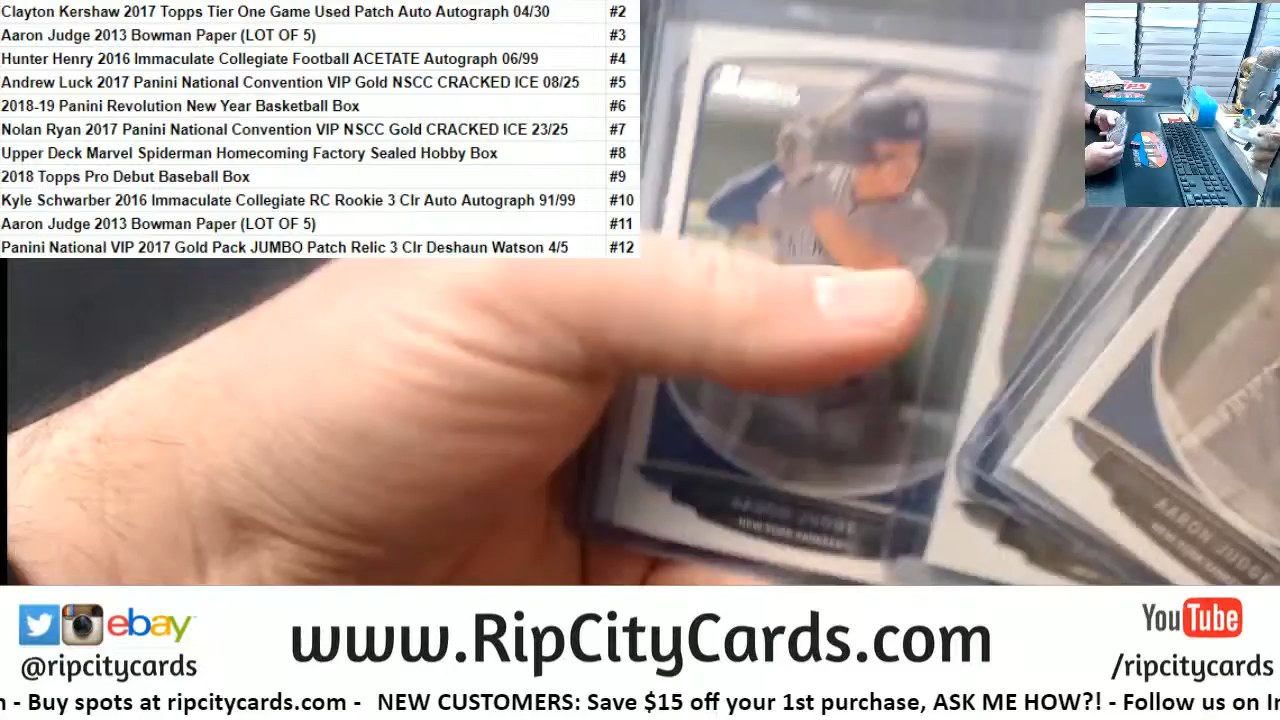 Clayton Kershaw 2017 Topps Tier One Game Used Patch Auto Autograph 04/30 #2
Aaron Judge 2013 Bowman Paper (LOT OF 5) #3
Hunter Henry 2016 Immaculate Collegiate Football ACETATE Autograph 06/99 #4
Andrew Luck 2017 Panini National Convention VIP Gold NSCC CRACKED ICE 08/25 #5
2018-19 Panini Revolution New Year Basketball Box #6
Nolan Ryan 2017 Panini National Convention VIP NSCC Gold CRACKED ICE 23/25 #7
Upper Deck Marvel Spiderman Homecoming Factory Sealed Hoby Box #8
2018 Topps Pro Debut Baseball Box #9
Kyle Schwarber 2016 Immaculate Collegiate RC Rookie 3 Clr Auto Autograph 91/99 #10
Aaron Judge 2013 Bowman Paper (LOT OF 5) #11
Panini National VIP 2017 Gold Pack JUMBO Patch Relic 3 Clr Deshaun Watson 4/5 #12
AARON JUDGE
NEW YORK YANKEES
AARON JUDGE
NEW YORK
ebay
@ripcitycards
www.RipCityCards.com
YouTube
/ripcitycards
- Buy spots at ripcitycards.com - NEW CUSTOMERS: Save $15 off your 1st purchase, ASK ME HOW?! - Follow us on